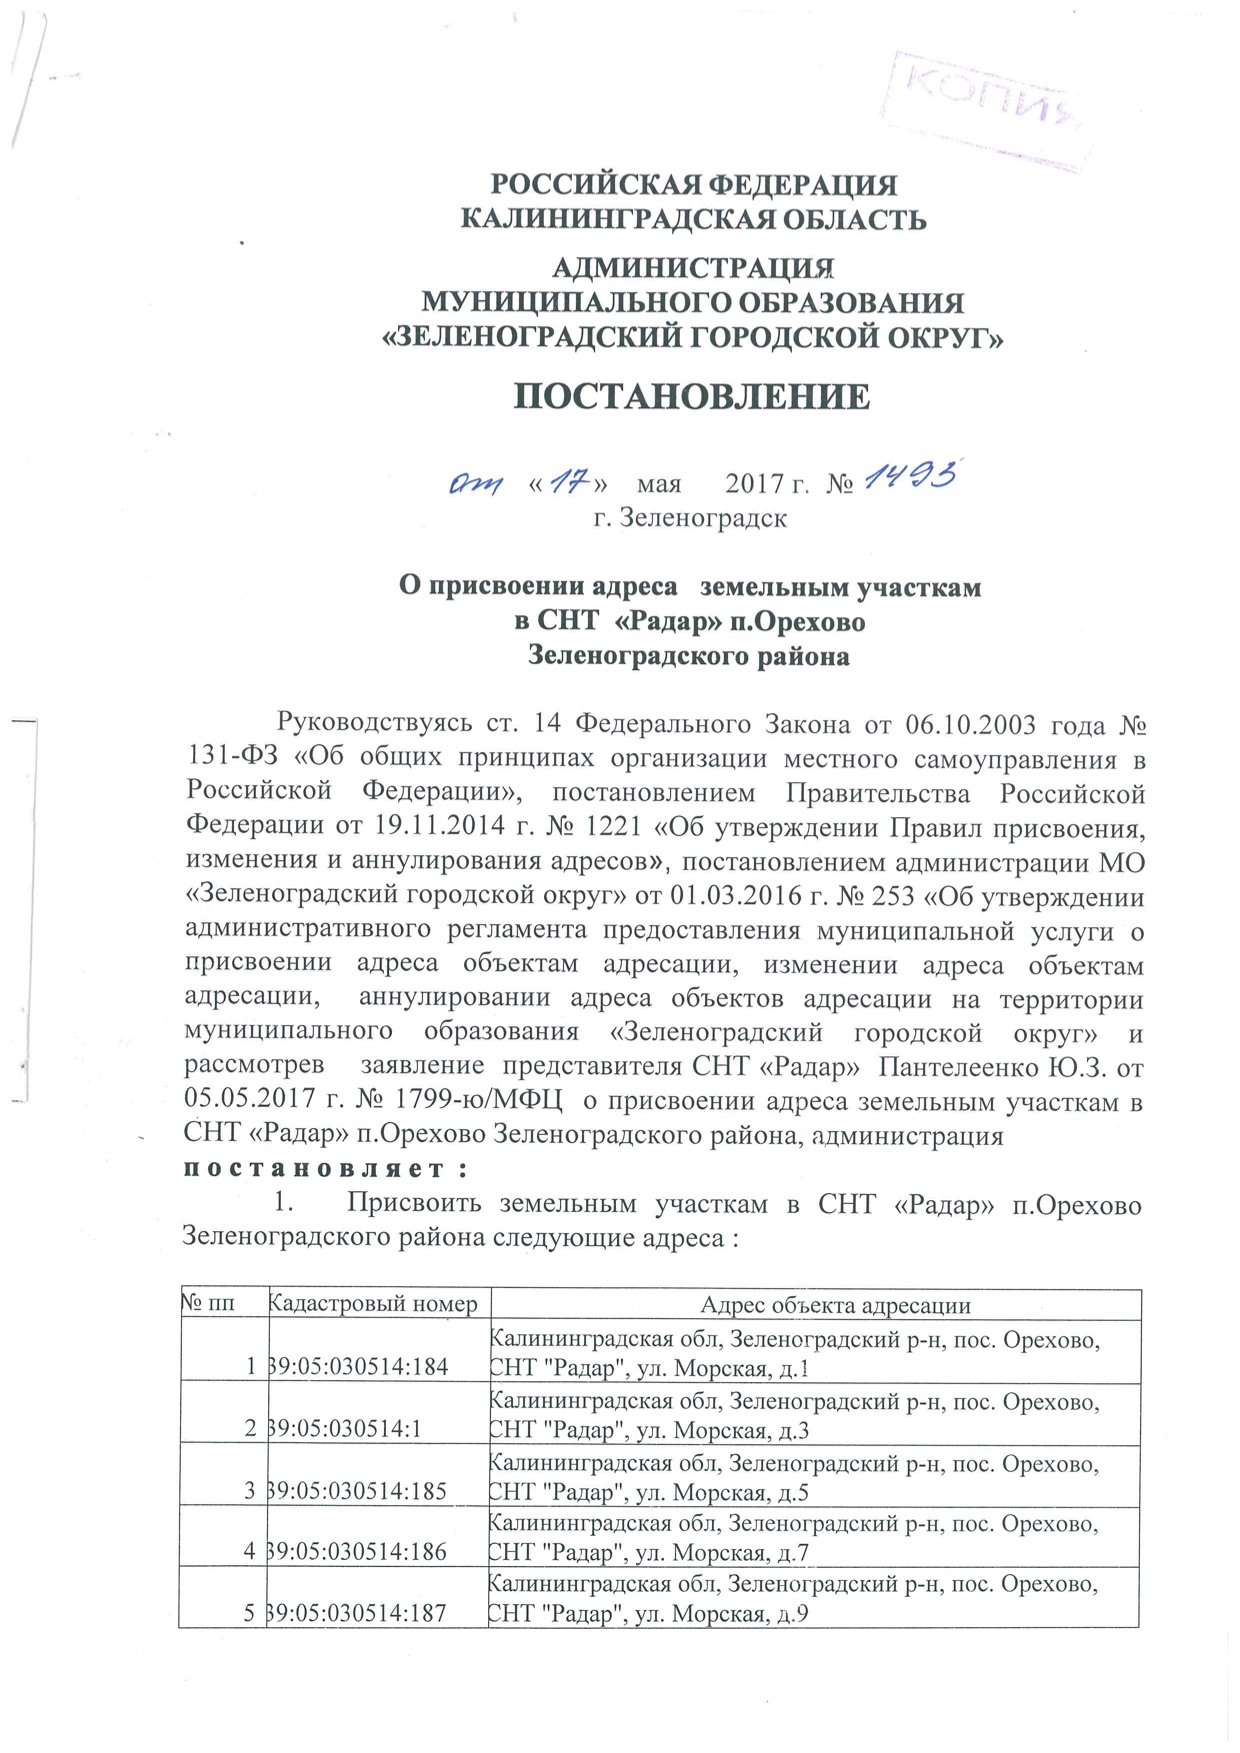 КОПИЯ
РОССИЙСКАЯ ФЕДЕРАЦИЯ
КАЛИНИНГРАДСКАЯ ОБЛАСТЬ
АДМИНИСТРАЦИЯ
МУНИЦИПАЛЬНОГО ОБРАЗОВАНИЯ
«ЗЕЛЕНОГРАДСКИЙ ГОРОДСКОЙ ОКРУГ»
ПОСТАНОВЛЕНИЕ
от « 17 » мая 2017 г. № 1493
г. Зеленоградск
О присвоении адреса земельным участкам
в СНТ «Радар» п.Орехово
Зеленоградского района
Руководствуясь ст. 14 Федерального Закона от 06.10.2003 года №
131-ФЗ «Об общих принципах организации местного самоуправления в
Российской Федерации», постановлением Правительства Российской
Федерации от 19.11.2014 г. № 1221 «Об утверждении Правил присвоения,
изменения и аннулирования адресов», постановлением администрации МО
«Зеленоградский городской округ» от 01.03.2016 г. № 253 «Об утверждении
административного регламента предоставления муниципальной услуги о
присвоении адреса объектам адресации, изменении адреса объектам
адресации, аннулировании адреса объектов адресации на территории
муниципального образования «Зеленоградский городской округ» и
рассмотрев заявление представителя СНТ «Радар» Пантелеенко Ю.З. от
05.05.2017 г. № 1799-ю/МФЦ о присвоении адреса земельным участкам в
СНТ «Радар» п.Орехово Зеленоградского района, администрация
п о с т а н о в л я е т :
1. Присвоить земельным участкам в СНТ «Радар» п.Орехово
Зеленоградского района следующие адреса :
№ пп Кадастровый номер Адрес объекта адресации
Калининградская обл, Зеленоградский р-н, пос. Орехово,
1 39:05:030514:184 СНТ "Радар", ул. Морская, д.1
Калининградская обл, Зеленоградский р-н, пос. Орехово,
2 39:05:030514:1 СНТ "Радар", ул. Морская, д.3
Калининградская обл, Зеленоградский р-н, пос. Орехово,
3 39:05:030514:185 СНТ "Радар", ул. Морская, д.5
Калининградская обл, Зеленоградский р-н, пос. Орехово,
4 39:05:030514:186 СНТ "Радар", ул. Морская, д.7
Калининградская обл, Зеленоградский р-н, пос. Орехово,
5 39:05:030514:187 СНТ "Радар", ул. Морская, д.9